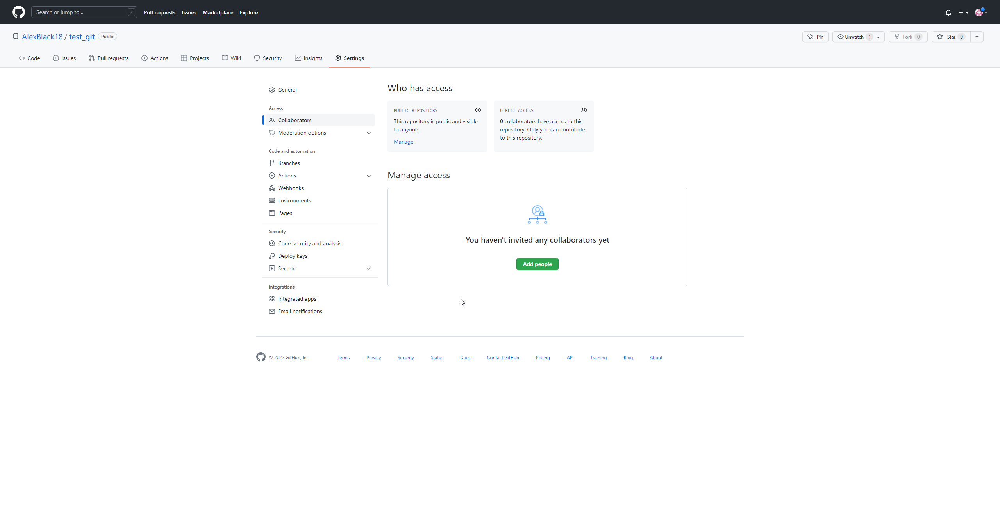 Search or jump to... /
Pull requests Issues Marketplace Explore
AlexBlack18 / test_git Public
Pin Unwatch 1 Fork 0 Star 0
Code Issues Pull requests Actions Projects Wiki Security Insights Settings
General
Access
Collaborators
Moderation options
Code and automation
Branches
Actions
Webhooks
Environments
Pages
Security
Code security and analysis
Deploy keys
Secrets
Integrations
Integrated apps
Email notifications
Who has access
PUBLIC REPOSITORY
This repository is public and visible
to anyone.
Manage
DIRECT ACCESS
0 collaborators have access to this
repository. Only you can contribute
to this repository.
Manage access
You haven't invited any collaborators yet
Add people
© 2022 GitHub, Inc. Terms Privacy Security Status Docs Contact GitHub Pricing API Training Blog About